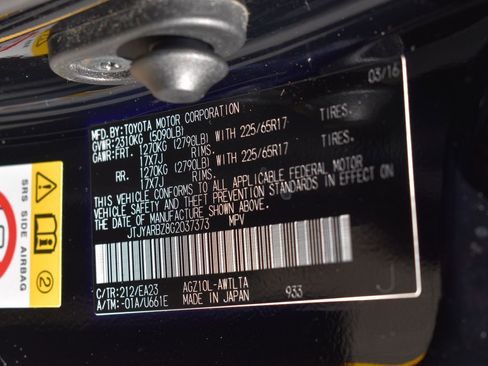 03/16
MFD.BY:TOYOTA MOTOR CORPORATION
GVWR:2310KG (5090LB)
GAWR:FRT. 1270KG (2790LB) WITH 225/65R17 TIRES.
17X7J RIMS.
RR. 1270KG (2790LB) WITH 225/65R17 TIRES.
17X7J RIMS.
THIS VEHICLE CONFORMS TO ALL APPLICABLE FEDERAL MOTOR
VEHICLE SAFETY AND THEFT PREVENTION STANDARDS IN EFFECT ON
THE DATE OF MANUFACTURE SHOWN ABOVE.
JTJYARBZ8G2037373 MPV
C/TR:212/EA23 AGZ10L-AWTLTA
A/TM:-01A/U661E MADE IN JAPAN 933
J
SRS SIDE AIRBAG
2